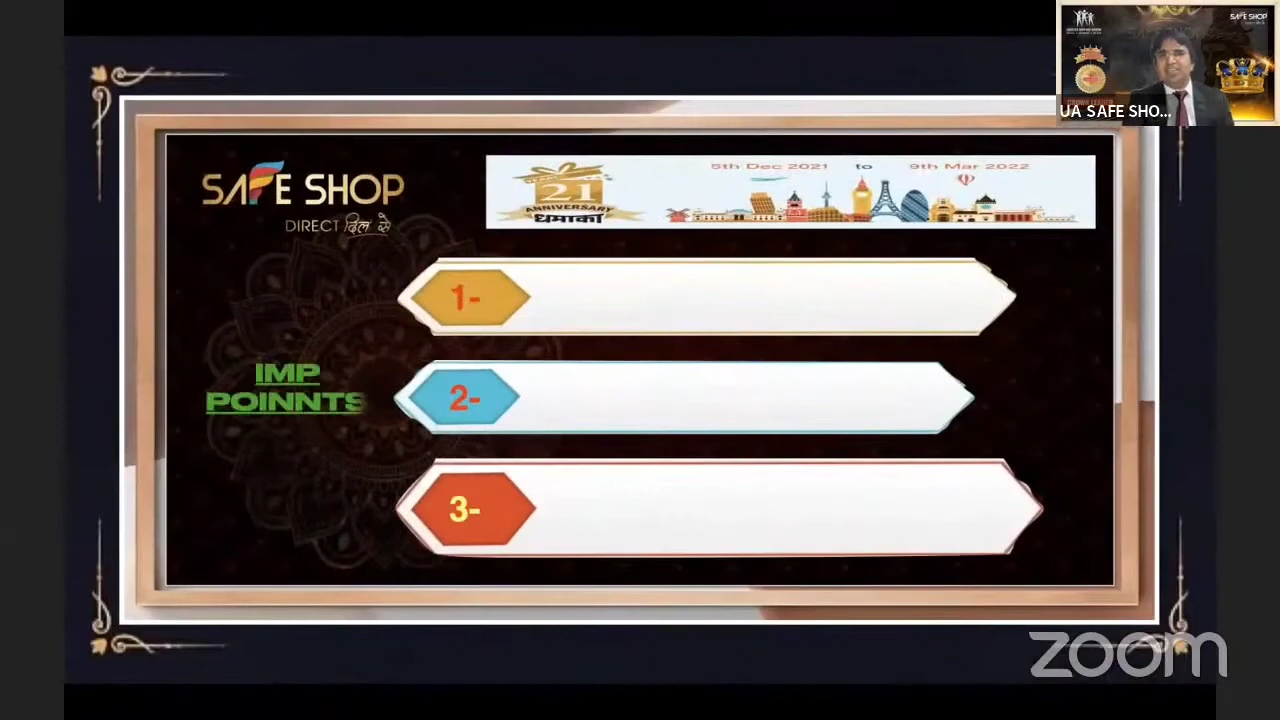 SAFE SHOP
DIRECT दिल से
21
ANNIVERSARY
धमाका
5th Dec 2021 to 9th Mar 2022
IMP
POINNTS
1-
2-
3-
SAFE SHOP
UA SAFE SHO...
zoom